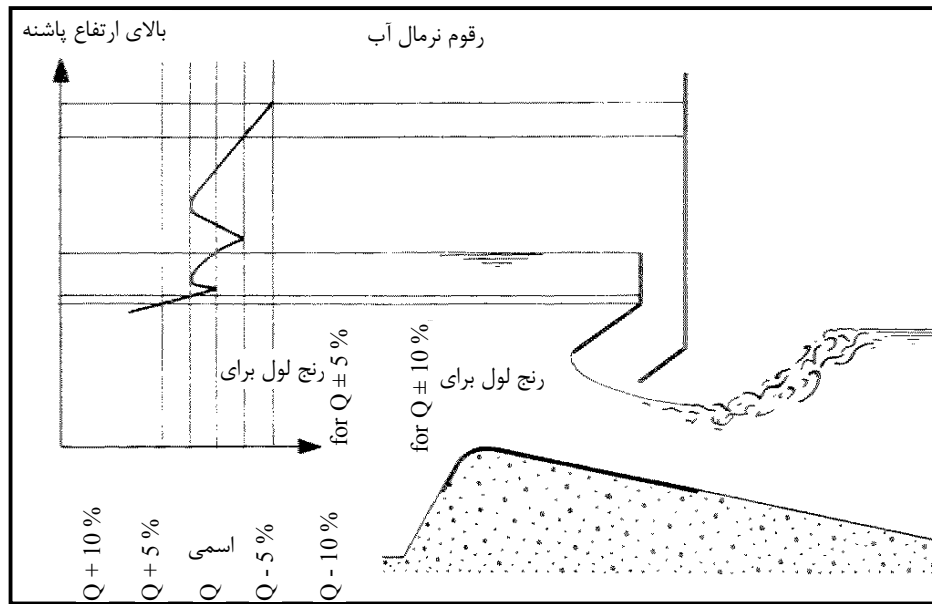 بالای ارتفاع پاشنه
رقوم نرمال آب
رنج لول برای
for Q ± 5 %
رنج لول برای
for Q ± 10 %
Q + 10 %
Q + 5 %
اسمی
Q
Q - 5 %
Q - 10 %